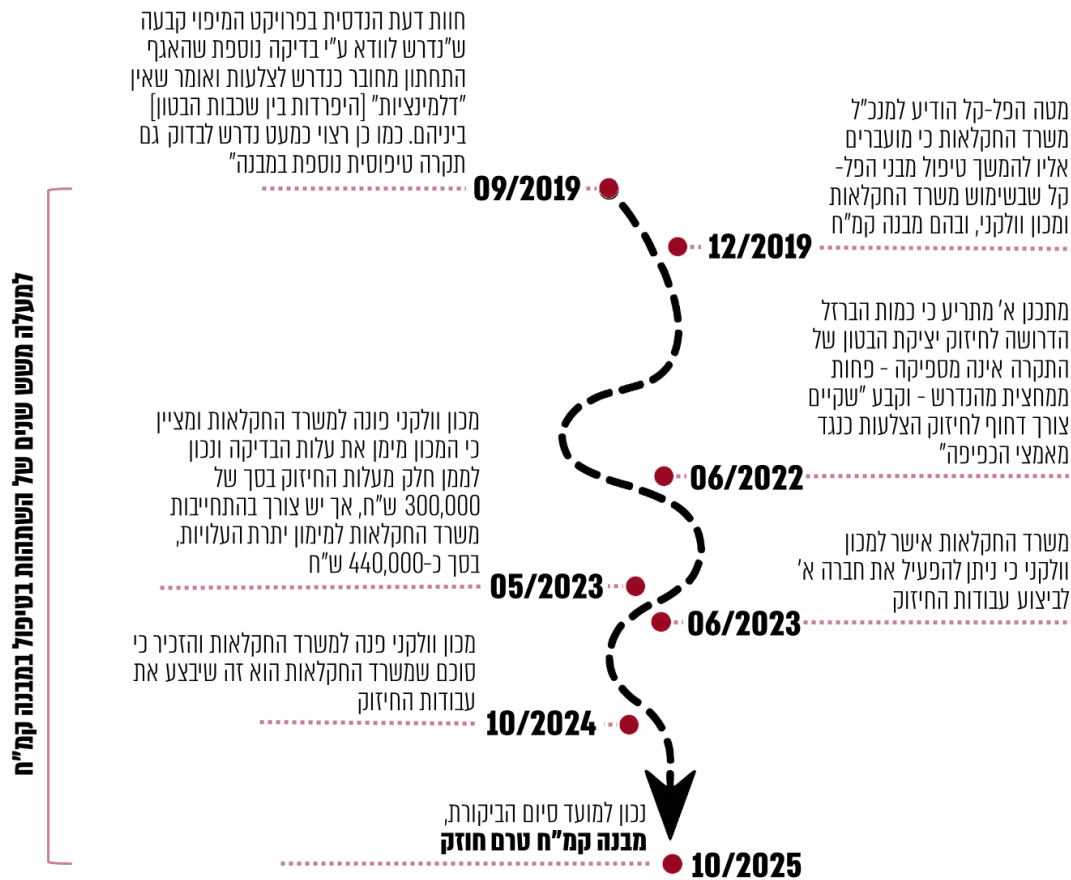 חוות דעת הנדסית בפרויקט המיפוי קבעה
ש"נדרש לוודא ע"י בדיקה נוספת שהאגף
התחתון מחובר כנדרש לצלעות ואומר שאין
"דלמינציות" [היפרדות בין שכבות הבטון]
ביניהם. כמו כן רצוי כמעט נדרש לבדוק גם
תקרה טיפוסית נוספת במבנה"
09/2019
מטה הפל-קל הודיע למנכ"ל
משרד החקלאות כי מועברים
אליו להמשך טיפול מבני הפל-
קל שבשימוש משרד החקלאות
ומכון וולקני, ובהם מבנה קמ"ח
12/2019
מתכנן א' מתריע כי כמות הברזל
הדרושה לחיזוק יציקת הבטון של
התקרה אינה מספיקה - פחות
ממחצית מהנדרש - וקבע "שקיים
צורך דחוף לחיזוק הצלעות כנגד
מאמצי הכפיפה"
06/2022
מכון וולקני פונה למשרד החקלאות ומציין
כי המכון מימן את עלות הבדיקה ונכון
לממן חלק מעלות החיזוק בסך של
300,000 ש"ח, אך יש צורך בהתחייבות
משרד החקלאות למימון יתרת העלויות,
בסך כ-440,000 ש"ח
05/2023
משרד החקלאות אישר למכון
וולקני כי ניתן להפעיל את חברה א'
לביצוע עבודות החיזוק
06/2023
מכון וולקני פנה למשרד החקלאות והזכיר כי
סוכם שמשרד החקלאות הוא זה שיבצע את
עבודות החיזוק
10/2024
נכון למועד סיום הביקורת,
מבנה קמ"ח טרם חוזק
10/2025
למעלה משש שנים של השתהות בטיפול במבנה קמ"ח